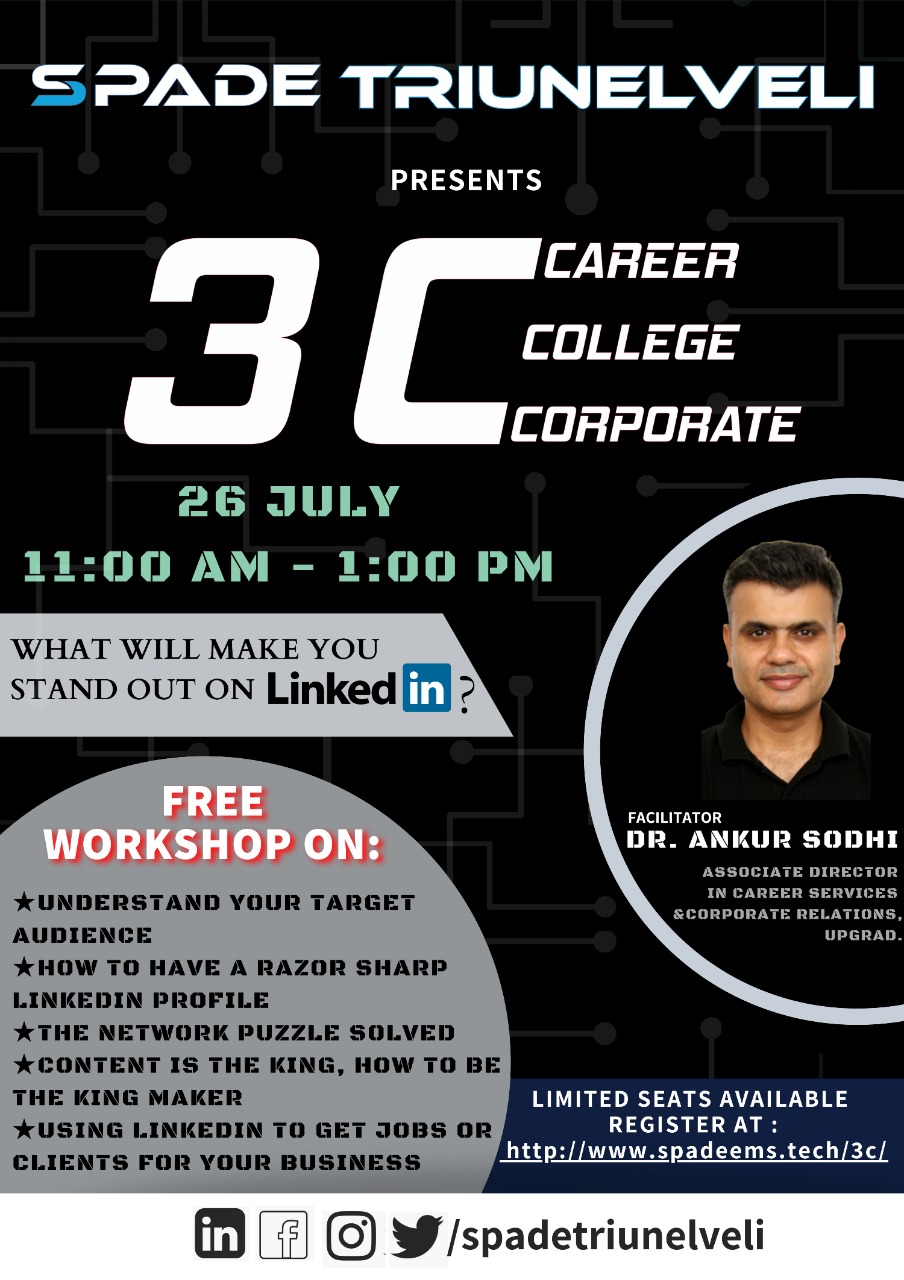 SPADE TRIUNELVELI
PRESENTS
3 C
CAREER
COLLEGE
CORPORATE
26 JULY
11:00 AM - 1:00 PM
WHAT WILL MAKE YOU
STAND OUT ON Linkedin?
FREE
WORKSHOP ON:
★UNDERSTAND YOUR TARGET
AUDIENCE
★HOW TO HAVE A RAZOR SHARP
LINKEDIN PROFILE
★THE NETWORK PUZZLE SOLVED
★CONTENT IS THE KING, HOW TO BE
THE KING MAKER
★USING LINKEDIN TO GET JOBS OR
CLIENTS FOR YOUR BUSINESS
FACILITATOR
DR. ANKUR SODHI
ASSOCIATE DIRECTOR
IN CAREER SERVICES
&CORPORATE RELATIONS,
UPGRAD.
LIMITED SEATS AVAILABLE
REGISTER AT :
http://www.spadeems.tech/3c/
in f /spadetriunelveli